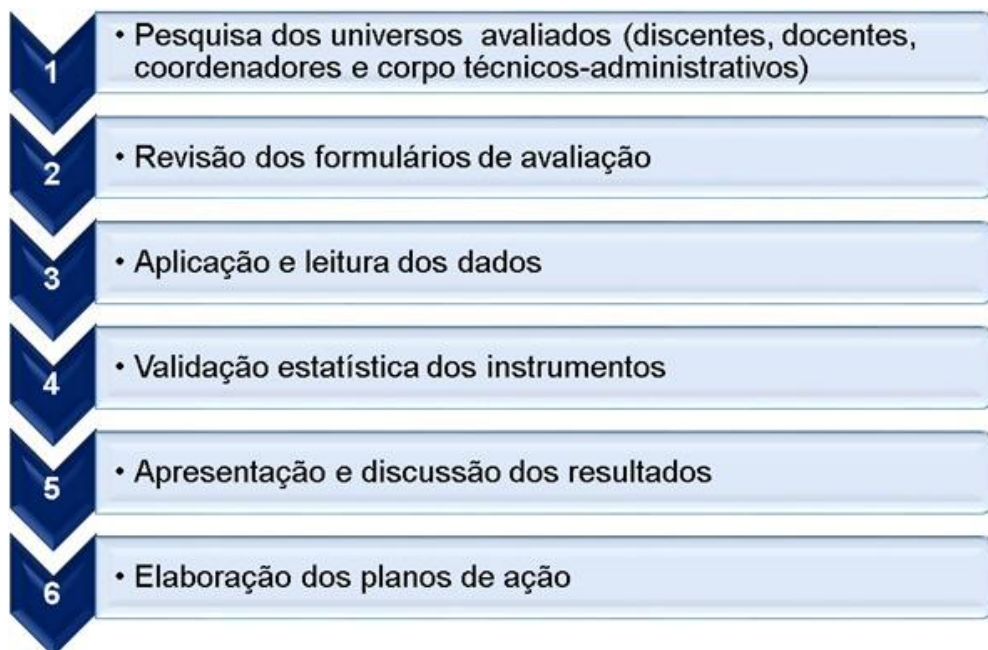 1
• Pesquisa dos universos avaliados (discentes, docentes,
coordenadores e corpo técnicos-administrativos)
2
• Revisão dos formulários de avaliação
3
• Aplicação e leitura dos dados
4
• Validação estatística dos instrumentos
5
• Apresentação e discussão dos resultados
6
• Elaboração dos planos de ação